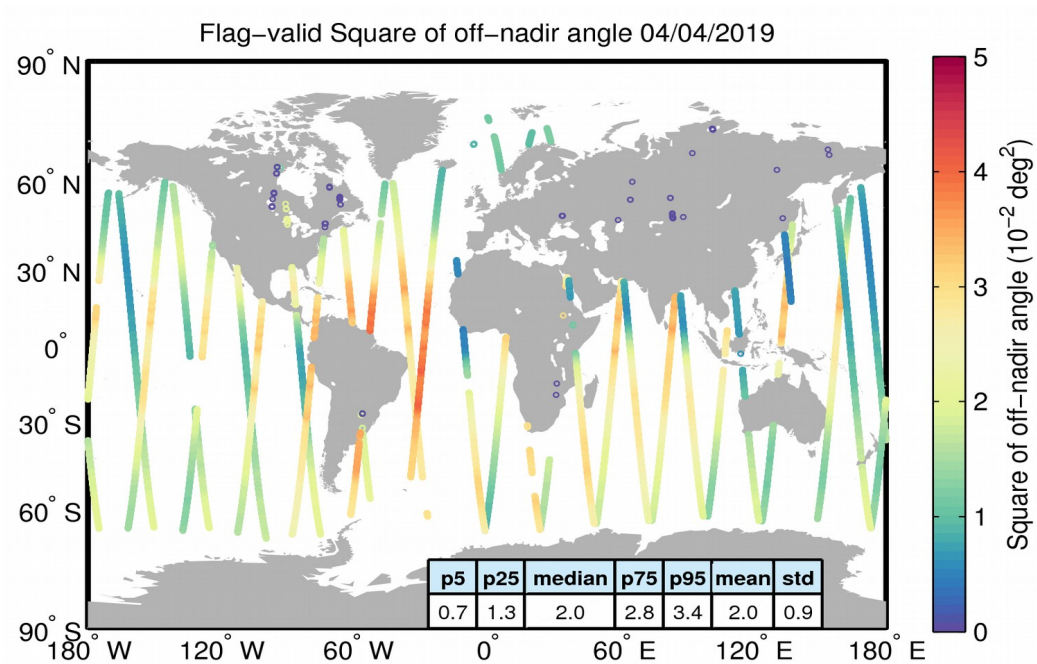 Flag−valid Square of off−nadir angle 04/04/2019
90° N
60° N
30° N
0°
30° S
60° S
90° S
180° W
120° W
60° W
0°
60° E
120° E
180° E
p5 p25 median p75 p95 mean std
0.7 1.3 2.0 2.8 3.4 2.0 0.9
5
4
3
2
1
0
Square of off−nadir angle (10⁻² deg²)